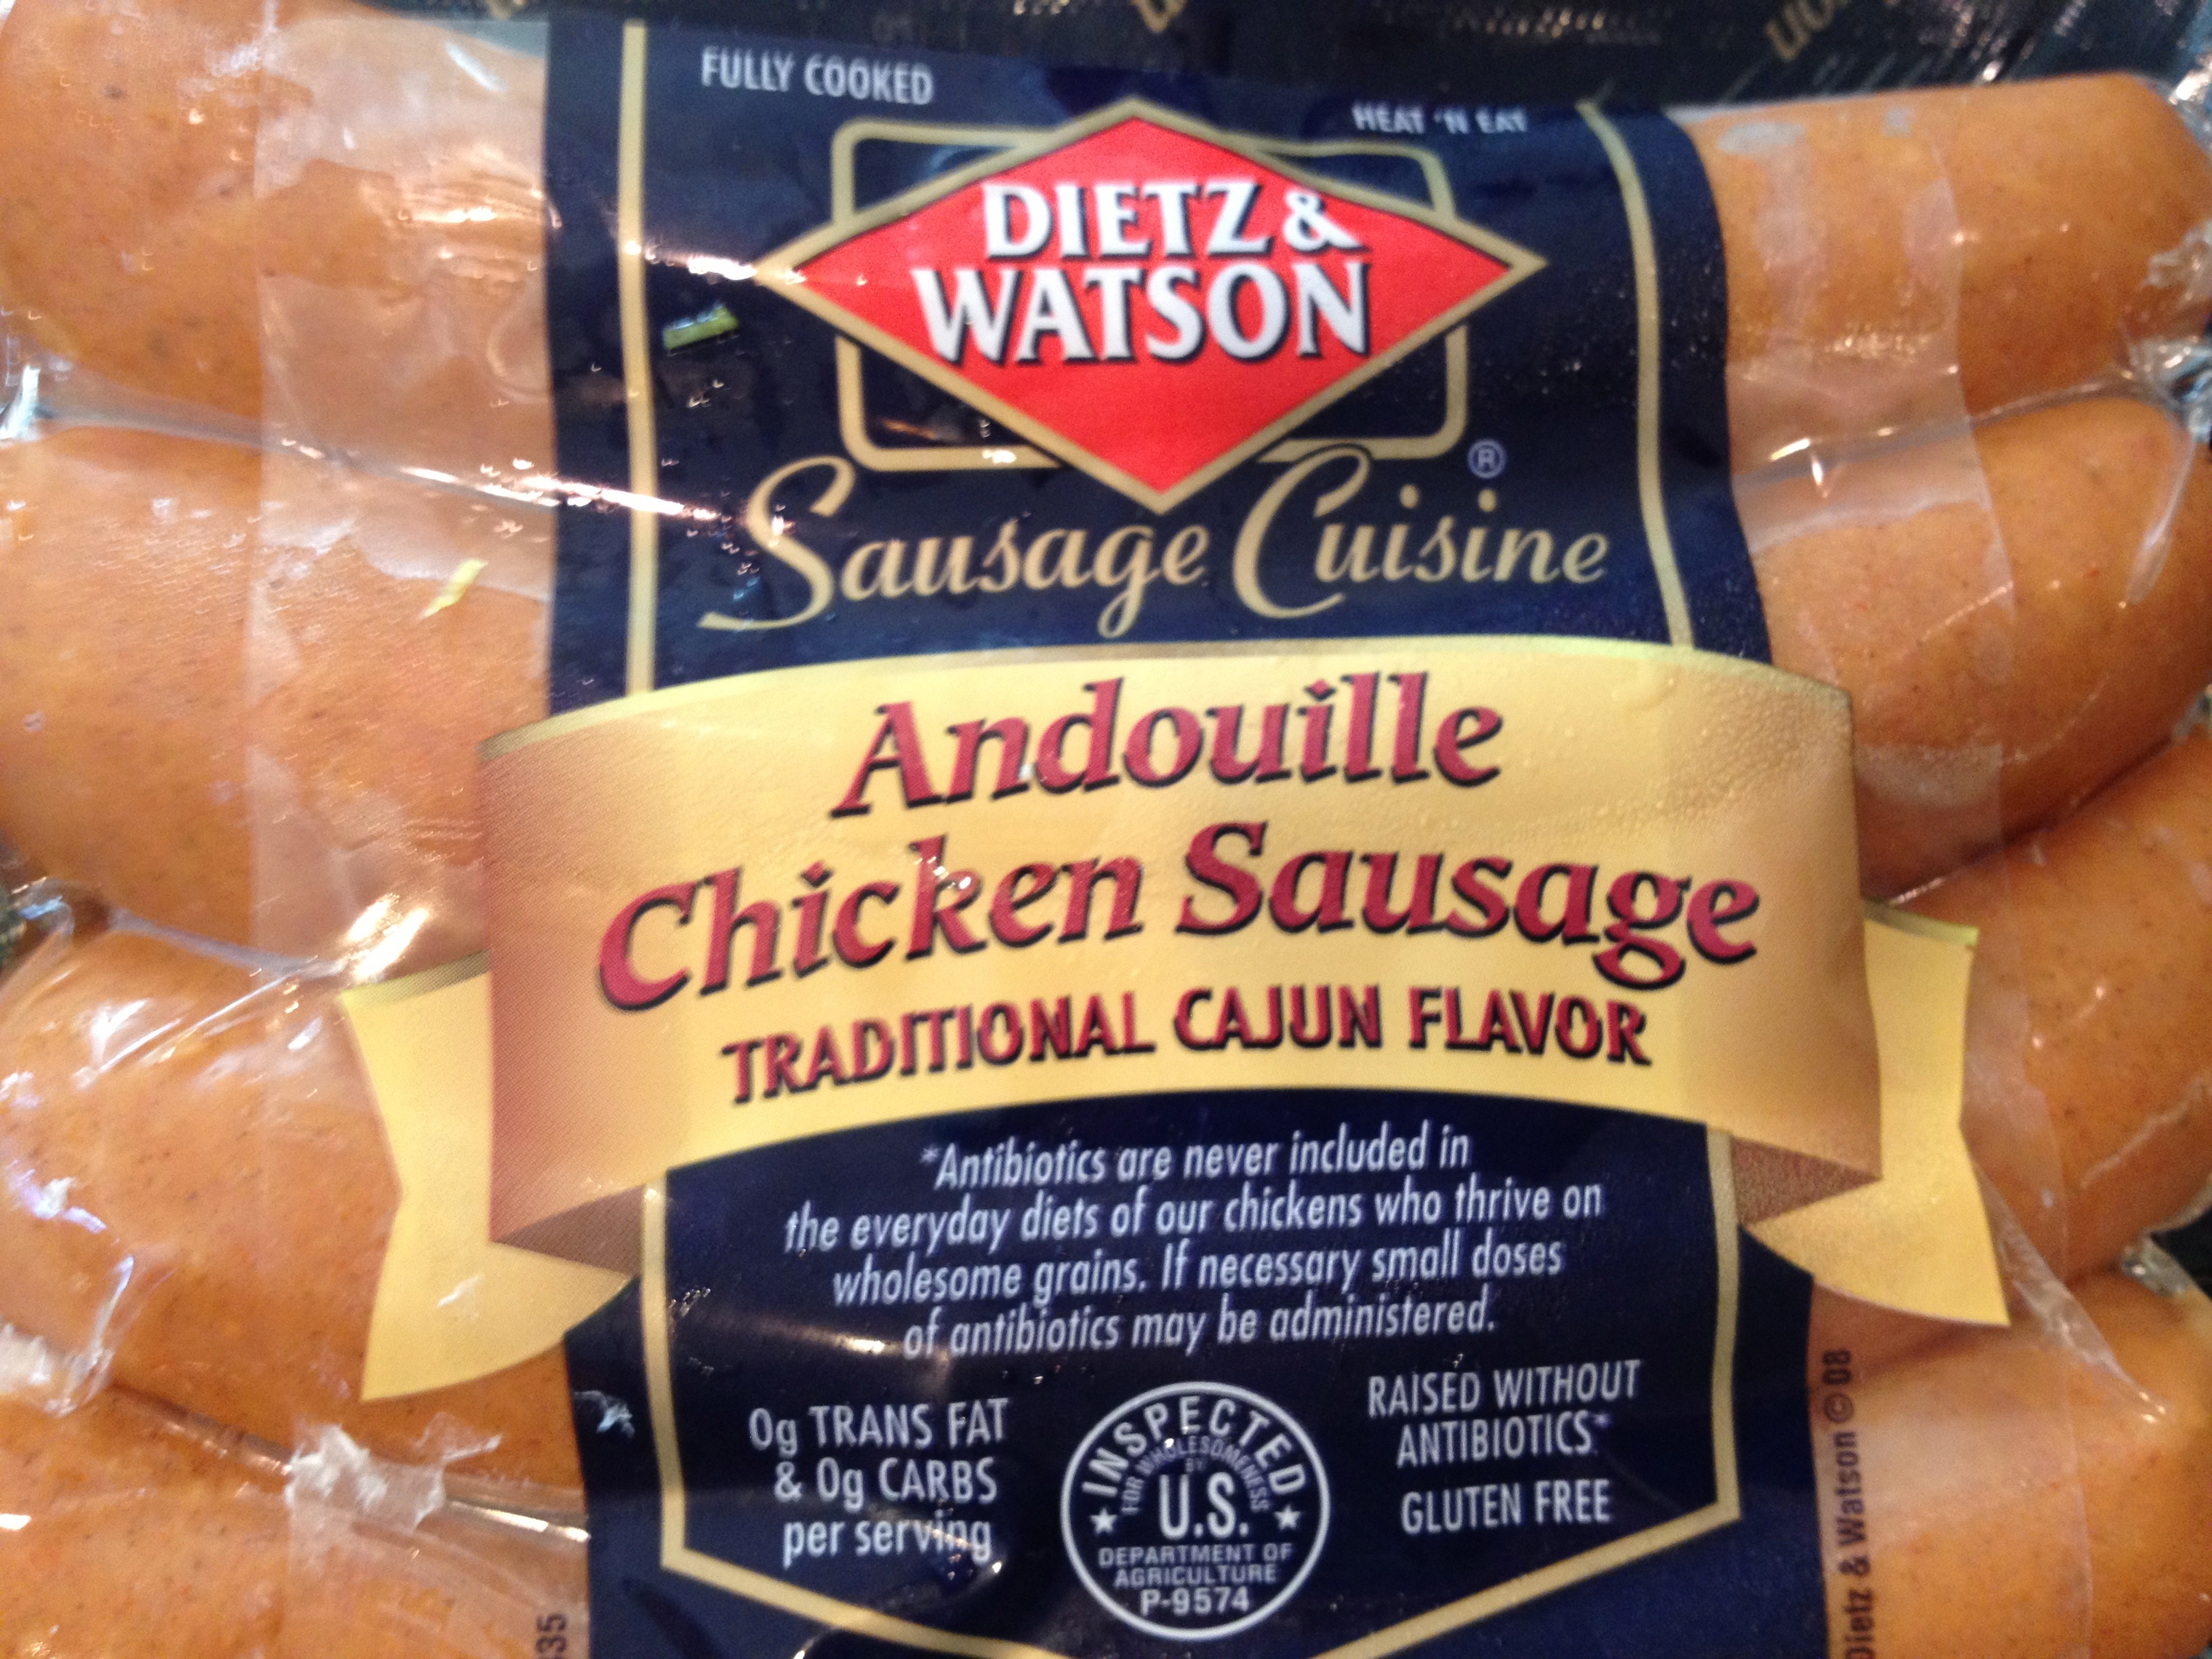 FULLY COOKED
HEAT 'N EAT
DIETZ &
WATSON
®
Sausage Cuisine
Andouille
Chicken Sausage
TRADITIONAL CAJUN FLAVOR
*Antibiotics are never included in
the everyday diets of our chickens who thrive on
wholesome grains. If necessary small doses
of antibiotics may be administered.
0g TRANS FAT
& 0g CARBS
per serving
INSPECTED
FOR WHOLESOMENESS
BY
U.S.
DEPARTMENT OF
AGRICULTURE
P-9574
RAISED WITHOUT
ANTIBIOTICS*
GLUTEN FREE
Dietz & Watson © 08
35